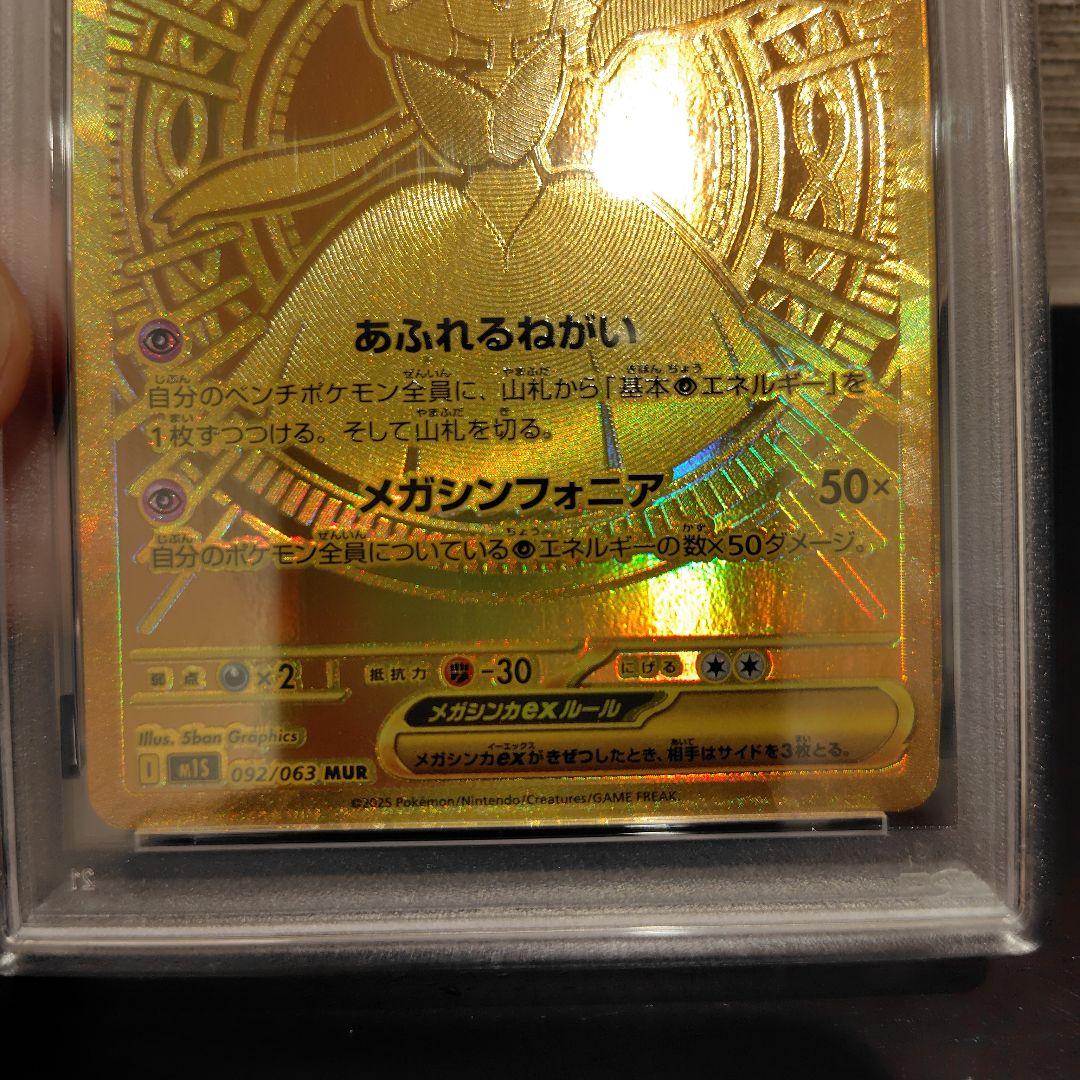 あふれるねがい
自分のベンチポケモン全員に、山札から「基本エネルギー」を
1枚ずつつける。そして山札を切る。
メガシンフォニア 50×
自分のポケモン全員についているエネルギーの数×50ダメージ。
弱点 ×2 抵抗力 -30 にげる
メガシンカexルール
メガシンカexがきぜつしたとき、相手はサイドを3枚とる。
Illus. 5ban Graphics
I M1S 092/063 MUR
©2025 Pokémon/Nintendo/Creatures/GAME FREAK.